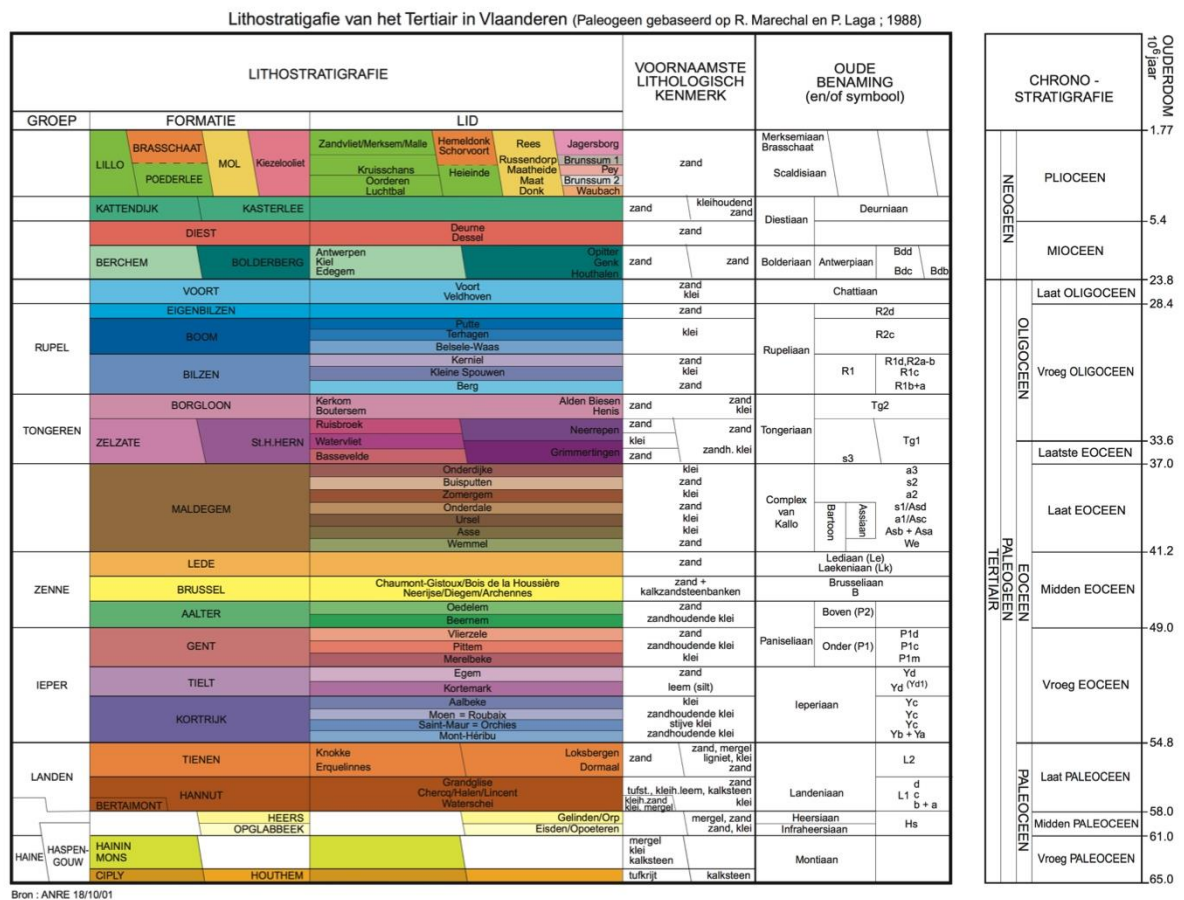 Lithostratigafie van het Tertiair in Vlaanderen (Paleogeen gebaseerd op R. Marechal en P. Laga ; 1988)
LITHOSTRATIGRAFIE
VOORNAAMSTE
LITHOLOGISCH
KENMERK
OUDE
BENAMING
(en/of symbool)
CHRONO -
STRATIGRAFIE
OUDERDOM
10⁶ jaar
GROEP
FORMATIE
LID
LILLO
BRASSCHAAT
POEDERLEE
MOL
Kiezelooliet
Zandvliet/Merksem/Malle
Kruisschans
Oorderen
Luchtbal
Hemeldonk
Schorvoort
Heieinde
Rees
Russendorp
Maatheide
Maat
Donk
Jagersborg
Brunssum 1
Pey
Brunssum 2
Waubach
zand
Merksemiaan
Brasschaat
Scaldisiaan
KATTENDIJK KASTERLEE
zand
kleihoudend
zand
Diestiaan
Deurniaan
DIEST
Deurne
Dessel
zand
BERCHEM BOLDERBERG
Antwerpen
Kiel
Edegem
Opitter
Genk
Houthalen
zand zand
Bolderiaan Antwerpiaan
Bdd
Bdc Bdb
RUPEL
VOORT
Voort
Veldhoven
zand
klei
Chattiaan
EIGENBILZEN
zand
R2d
BOOM
Putte
Terhagen
Belsele-Waas
klei
Rupeliaan
R2c
BILZEN
Kerniel
Kleine Spouwen
Berg
zand
klei
zand
R1
R1d,R2a-b
R1c
R1b+a
TONGEREN
BORGLOON
Kerkom
Boutersem
Alden Biesen
Henis
zand
zand
klei
Tongeriaan
Tg2
ZELZATE St.H.HERN
Ruisbroek
Watervliet
Bassevelde
Neerrepen
Grimmertingen
zand
klei
zand
zand
zandh. klei
s3
Tg1
MALDEGEM
Onderdijke
Buisputten
Zomergem
Onderdale
Ursel
Asse
Wemmel
klei
zand
klei
zand
klei
klei
zand
Complex
van
Kallo
Bartoon
Assiaan
a3
s2
a2
s1/Asd
a1/Asc
Asb + Asa
We
ZENNE
LEDE
zand
Lediaan (Le)
Laekeniaan (Lk)
BRUSSEL
Chaumont-Gistoux/Bois de la Houssière
Neerijse/Diegem/Archennes
zand +
kalkzandsteenbanken
Brusseliaan
B
AALTER
Oedelem
Beernem
zand
zandhoudende klei
Paniseliaan
Boven (P2)
IEPER
GENT
Vlierzele
Pittem
Merelbeke
zand
zandhoudende klei
klei
Onder (P1)
P1d
P1c
P1m
TIELT
Egem
Kortemark
zand
leem (silt)
Ieperiaan
Yd
Yd (Yd1)
KORTRIJK
Aalbeke
Moen = Roubaix
Saint-Maur = Orchies
Mont-Héribu
klei
zandhoudende klei
stijve klei
zandhoudende klei
Yc
Yc
Yc
Yb + Ya
LANDEN
TIENEN
Knokke
Erquelinnes
Loksbergen
Dormaal
zand
zand, mergel
ligniet, klei
zand
Landeniaan
L2
HANNUT
BERTAIMONT
Grandglise
Chercq/Halen/Lincent
Waterschei
zand
tufst., kleih.leem, kalksteen
kleih.zand
klei, mergel
klei
L1
d
c
b + a
HEERS
OPGLABBEEK
Gelinden/Orp
Eisden/Opoeteren
mergel, zand
zand, klei
Heersiaan
Infraheersiaan
Hs
HAINE
HASPEN-
GOUW
HAININ
MONS
mergel
klei
kalksteen
Montiaan
CIPLY HOUTHEM
tufkrijt kalksteen
TERTIAIR
NEOGEEN
PALEOGEEN
OLIGOCEEN
EOCEEN
PALEOCEEN
1.77
PLIOCEEN
5.4
MIOCEEN
23.8
Laat OLIGOCEEN
28.4
Vroeg OLIGOCEEN
33.6
Laatste EOCEEN
37.0
Laat EOCEEN
41.2
Midden EOCEEN
49.0
Vroeg EOCEEN
54.8
Laat PALEOCEEN
58.0
Midden PALEOCEEN
61.0
Vroeg PALEOCEEN
65.0
Bron : ANRE 18/10/01